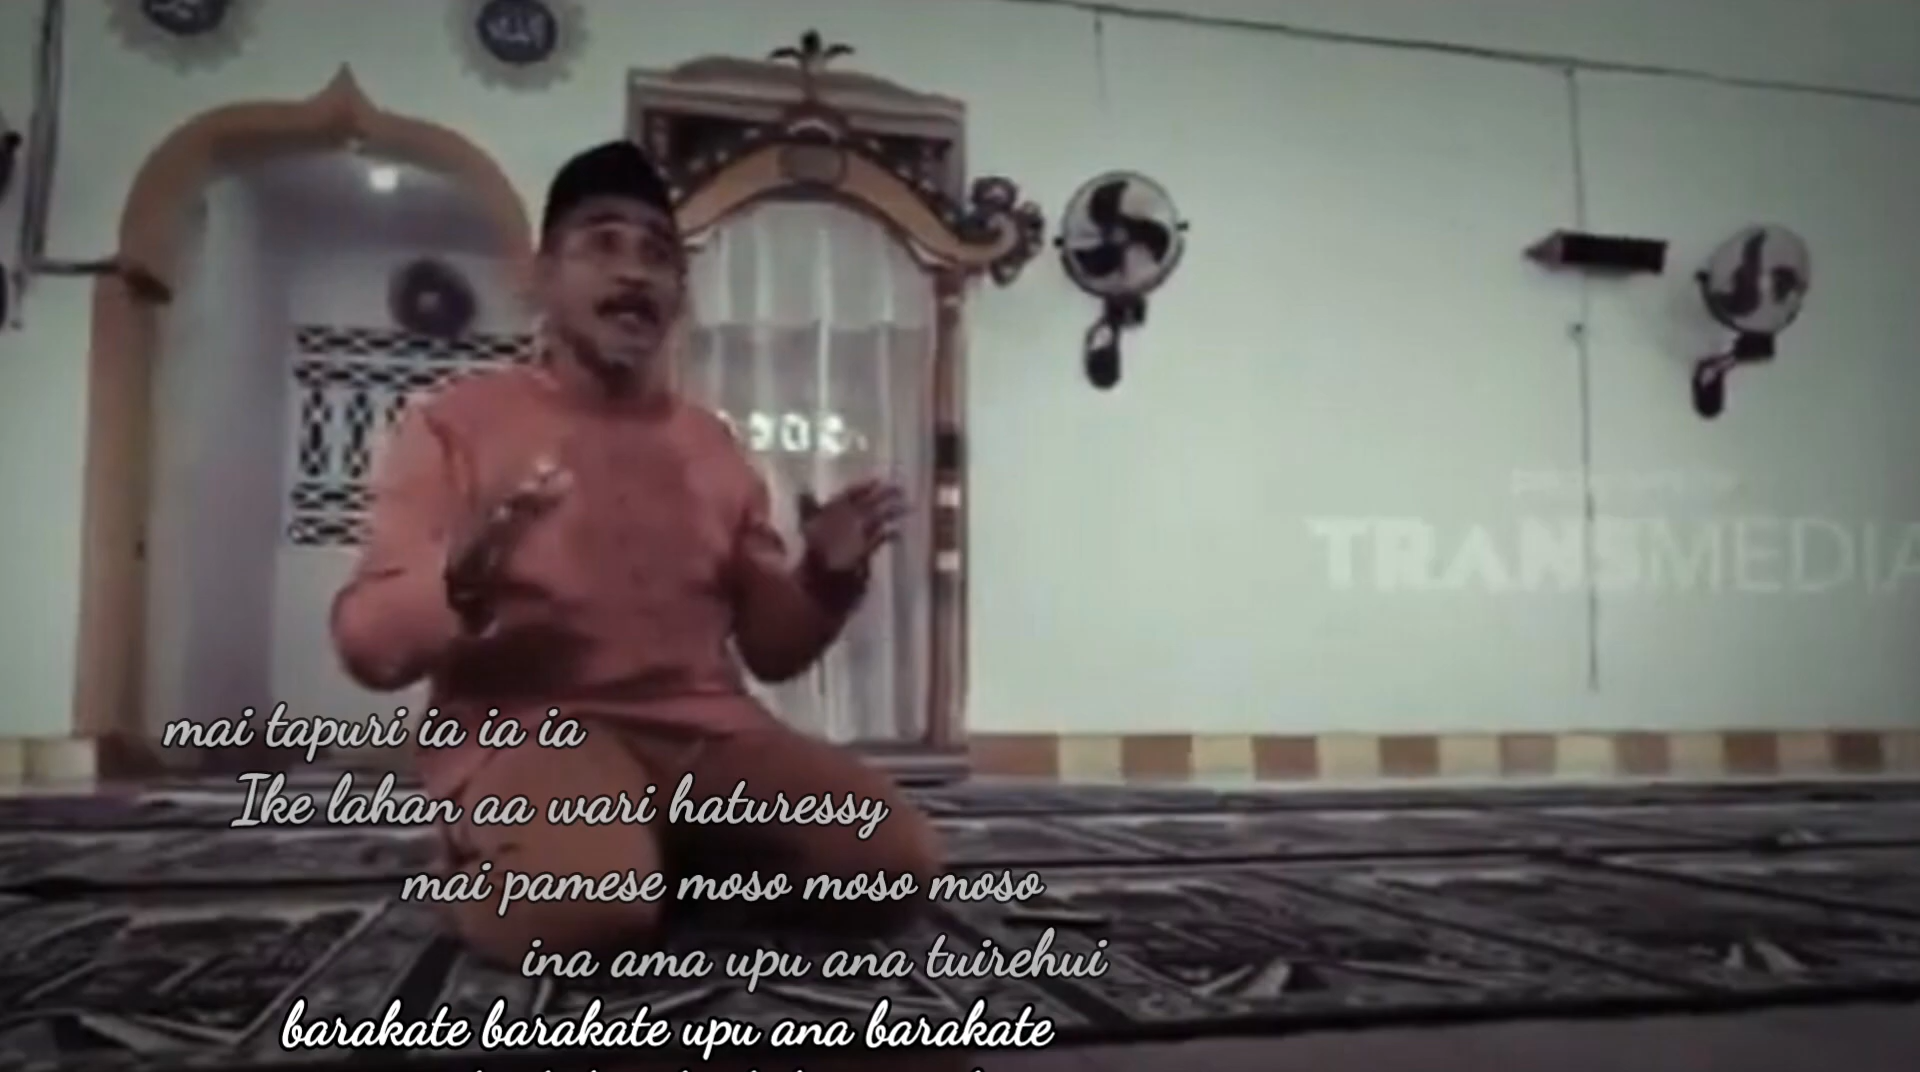 TRANSMEDIA
mai tapuri ia ia ia
Ike lahan aa wari haturessy
mai pamese moso moso moso
ina ama upu ana tuirehui
barakate barakate upu ana barakate